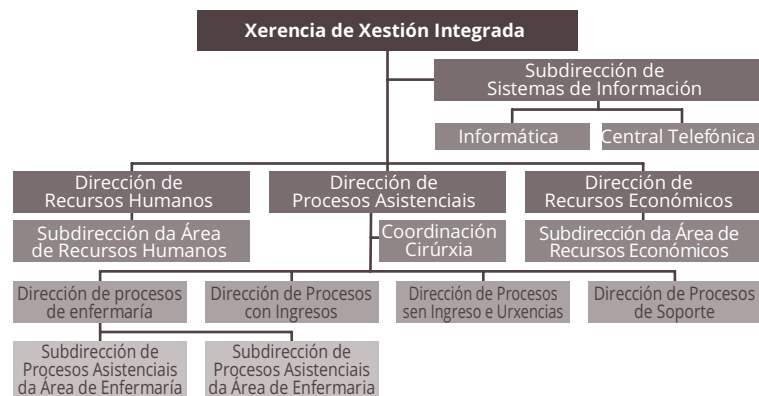 Xerencia de Xestión Integrada
Subdirección de
Sistemas de Información
Informática
Central Telefónica
Dirección de
Recursos Humanos
Dirección de
Procesos Asistenciais
Dirección de
Recursos Económicos
Subdirección da Área
de Recursos Humanos
Coordinación
Cirúrxia
Subdirección da Área de
Recursos Económicos
Dirección de procesos
de enfermaría
Dirección de Procesos
con Ingresos
Dirección de Procesos
sen Ingreso e Urxencias
Dirección de Procesos
de Soporte
Subdirección de
Procesos Asistenciais
da Área de Enfermaría
Subdirección de
Procesos Asistenciais
da Área de Enfermaria